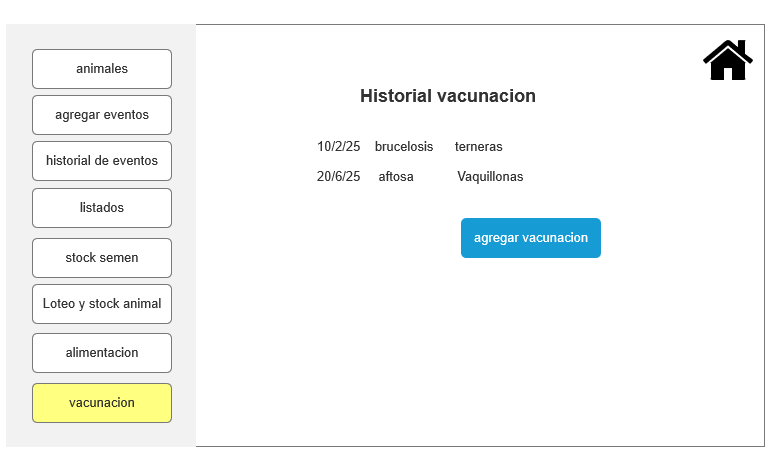 animales
agregar eventos
historial de eventos
listados
stock semen
Loteo y stock animal
alimentacion
vacunacion
Historial vacunacion
10/2/25 brucelosis terneras
20/6/25 aftosa Vaquillonas
agregar vacunacion